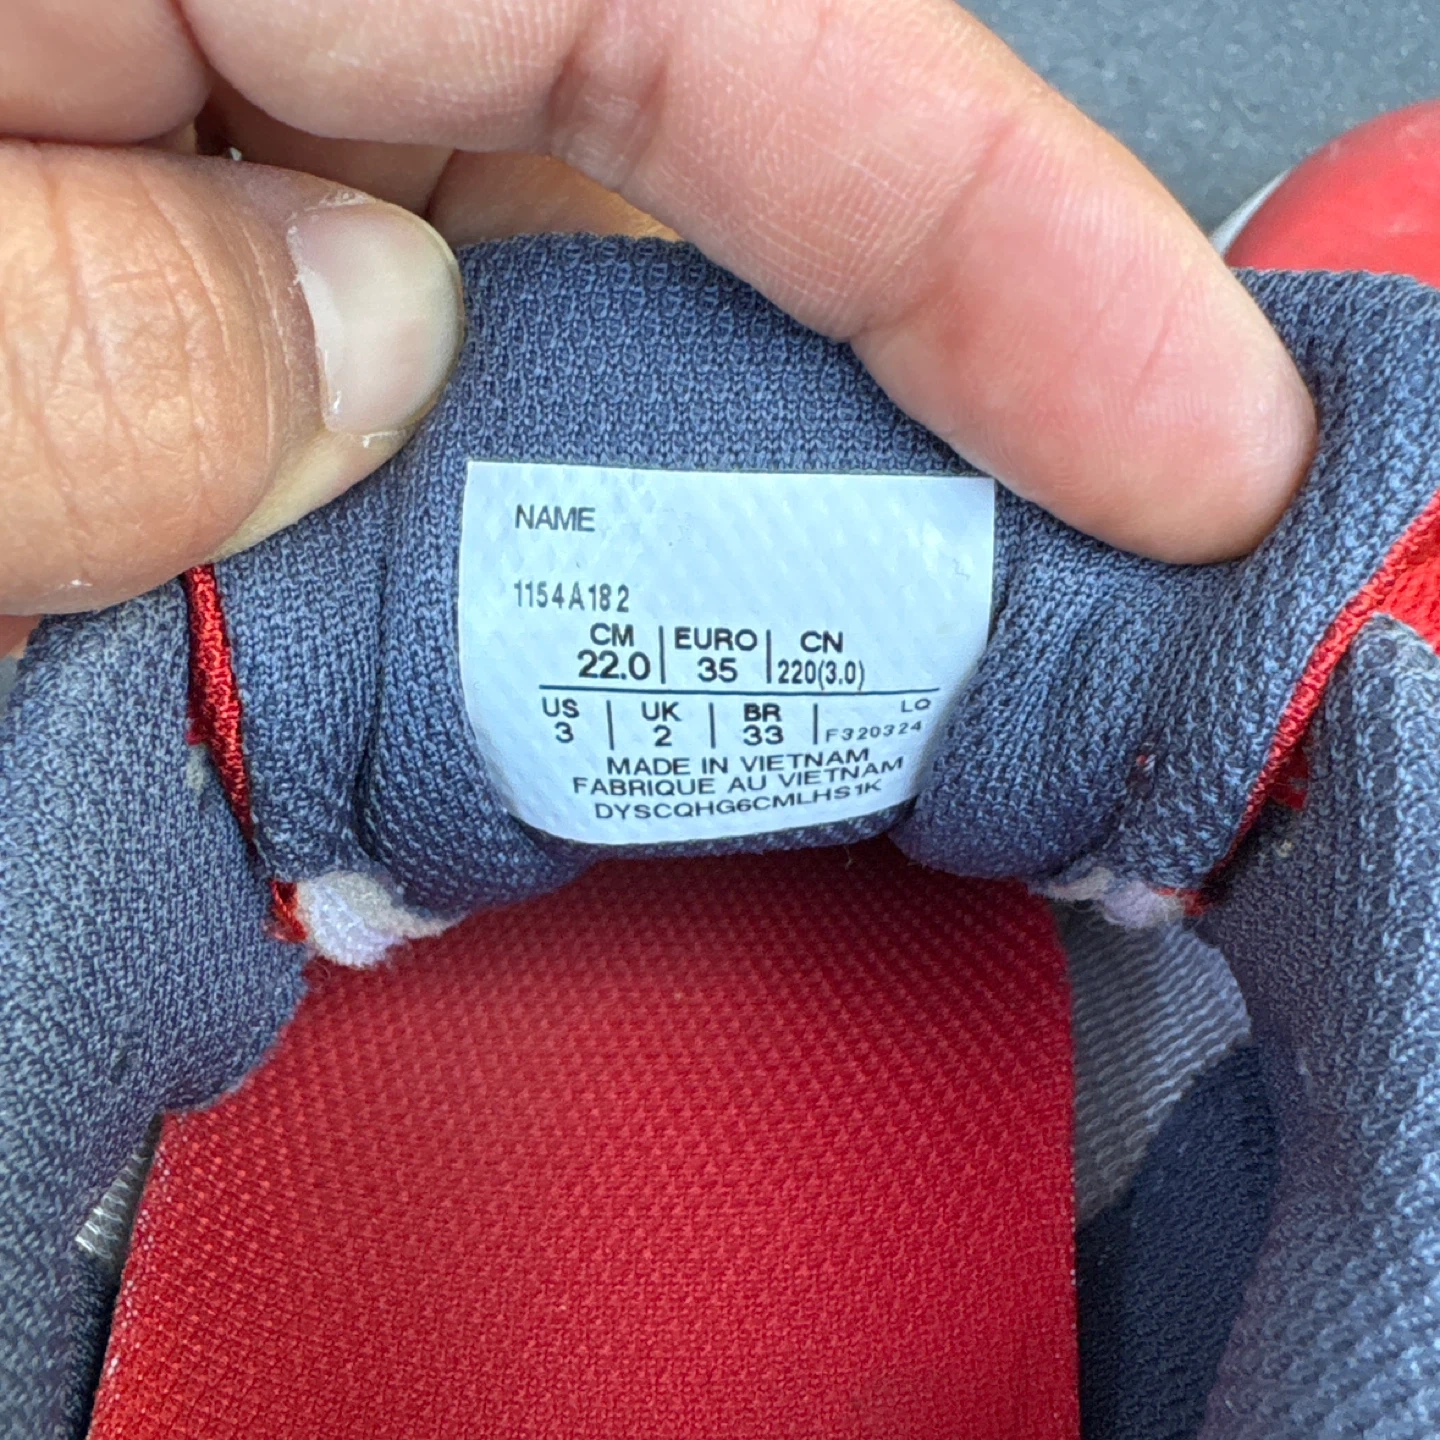 NAME
1154A182
CM | EURO | CN
22.0 | 35 | 220(3.0)
US | UK | BR | LO
3 | 2 | 33 | F320324
MADE IN VIETNAM
FABRIQUE AU VIETNAM
DYSCQHG6CMLHS1K